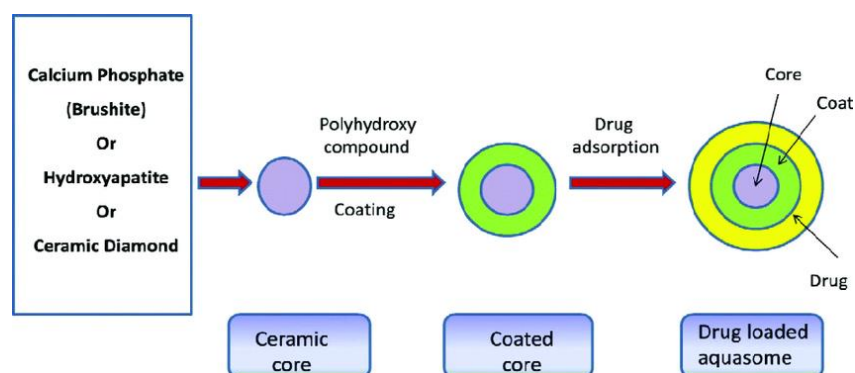 Calcium Phosphate
(Brushite)
Or
Hydroxyapatite
Or
Ceramic Diamond
Polyhydroxy
compound
Coating
Drug
adsorption
Core
Coat
Drug
Ceramic
core
Coated
core
Drug loaded
aquasome